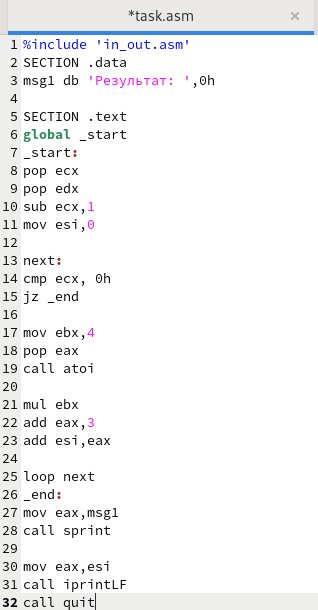 *task.asm ×
1 %include 'in_out.asm'
2 SECTION .data
3 msg1 db 'Результат: ',0h
4
5 SECTION .text
6 global _start
7 _start:
8 pop ecx
9 pop edx
10 sub ecx,1
11 mov esi,0
12
13 next:
14 cmp ecx, 0h
15 jz _end
16
17 mov ebx,4
18 pop eax
19 call atoi
20
21 mul ebx
22 add eax,3
23 add esi,eax
24
25 loop next
26 _end:
27 mov eax,msg1
28 call sprint
29
30 mov eax,esi
31 call iprintLF
32 call quit